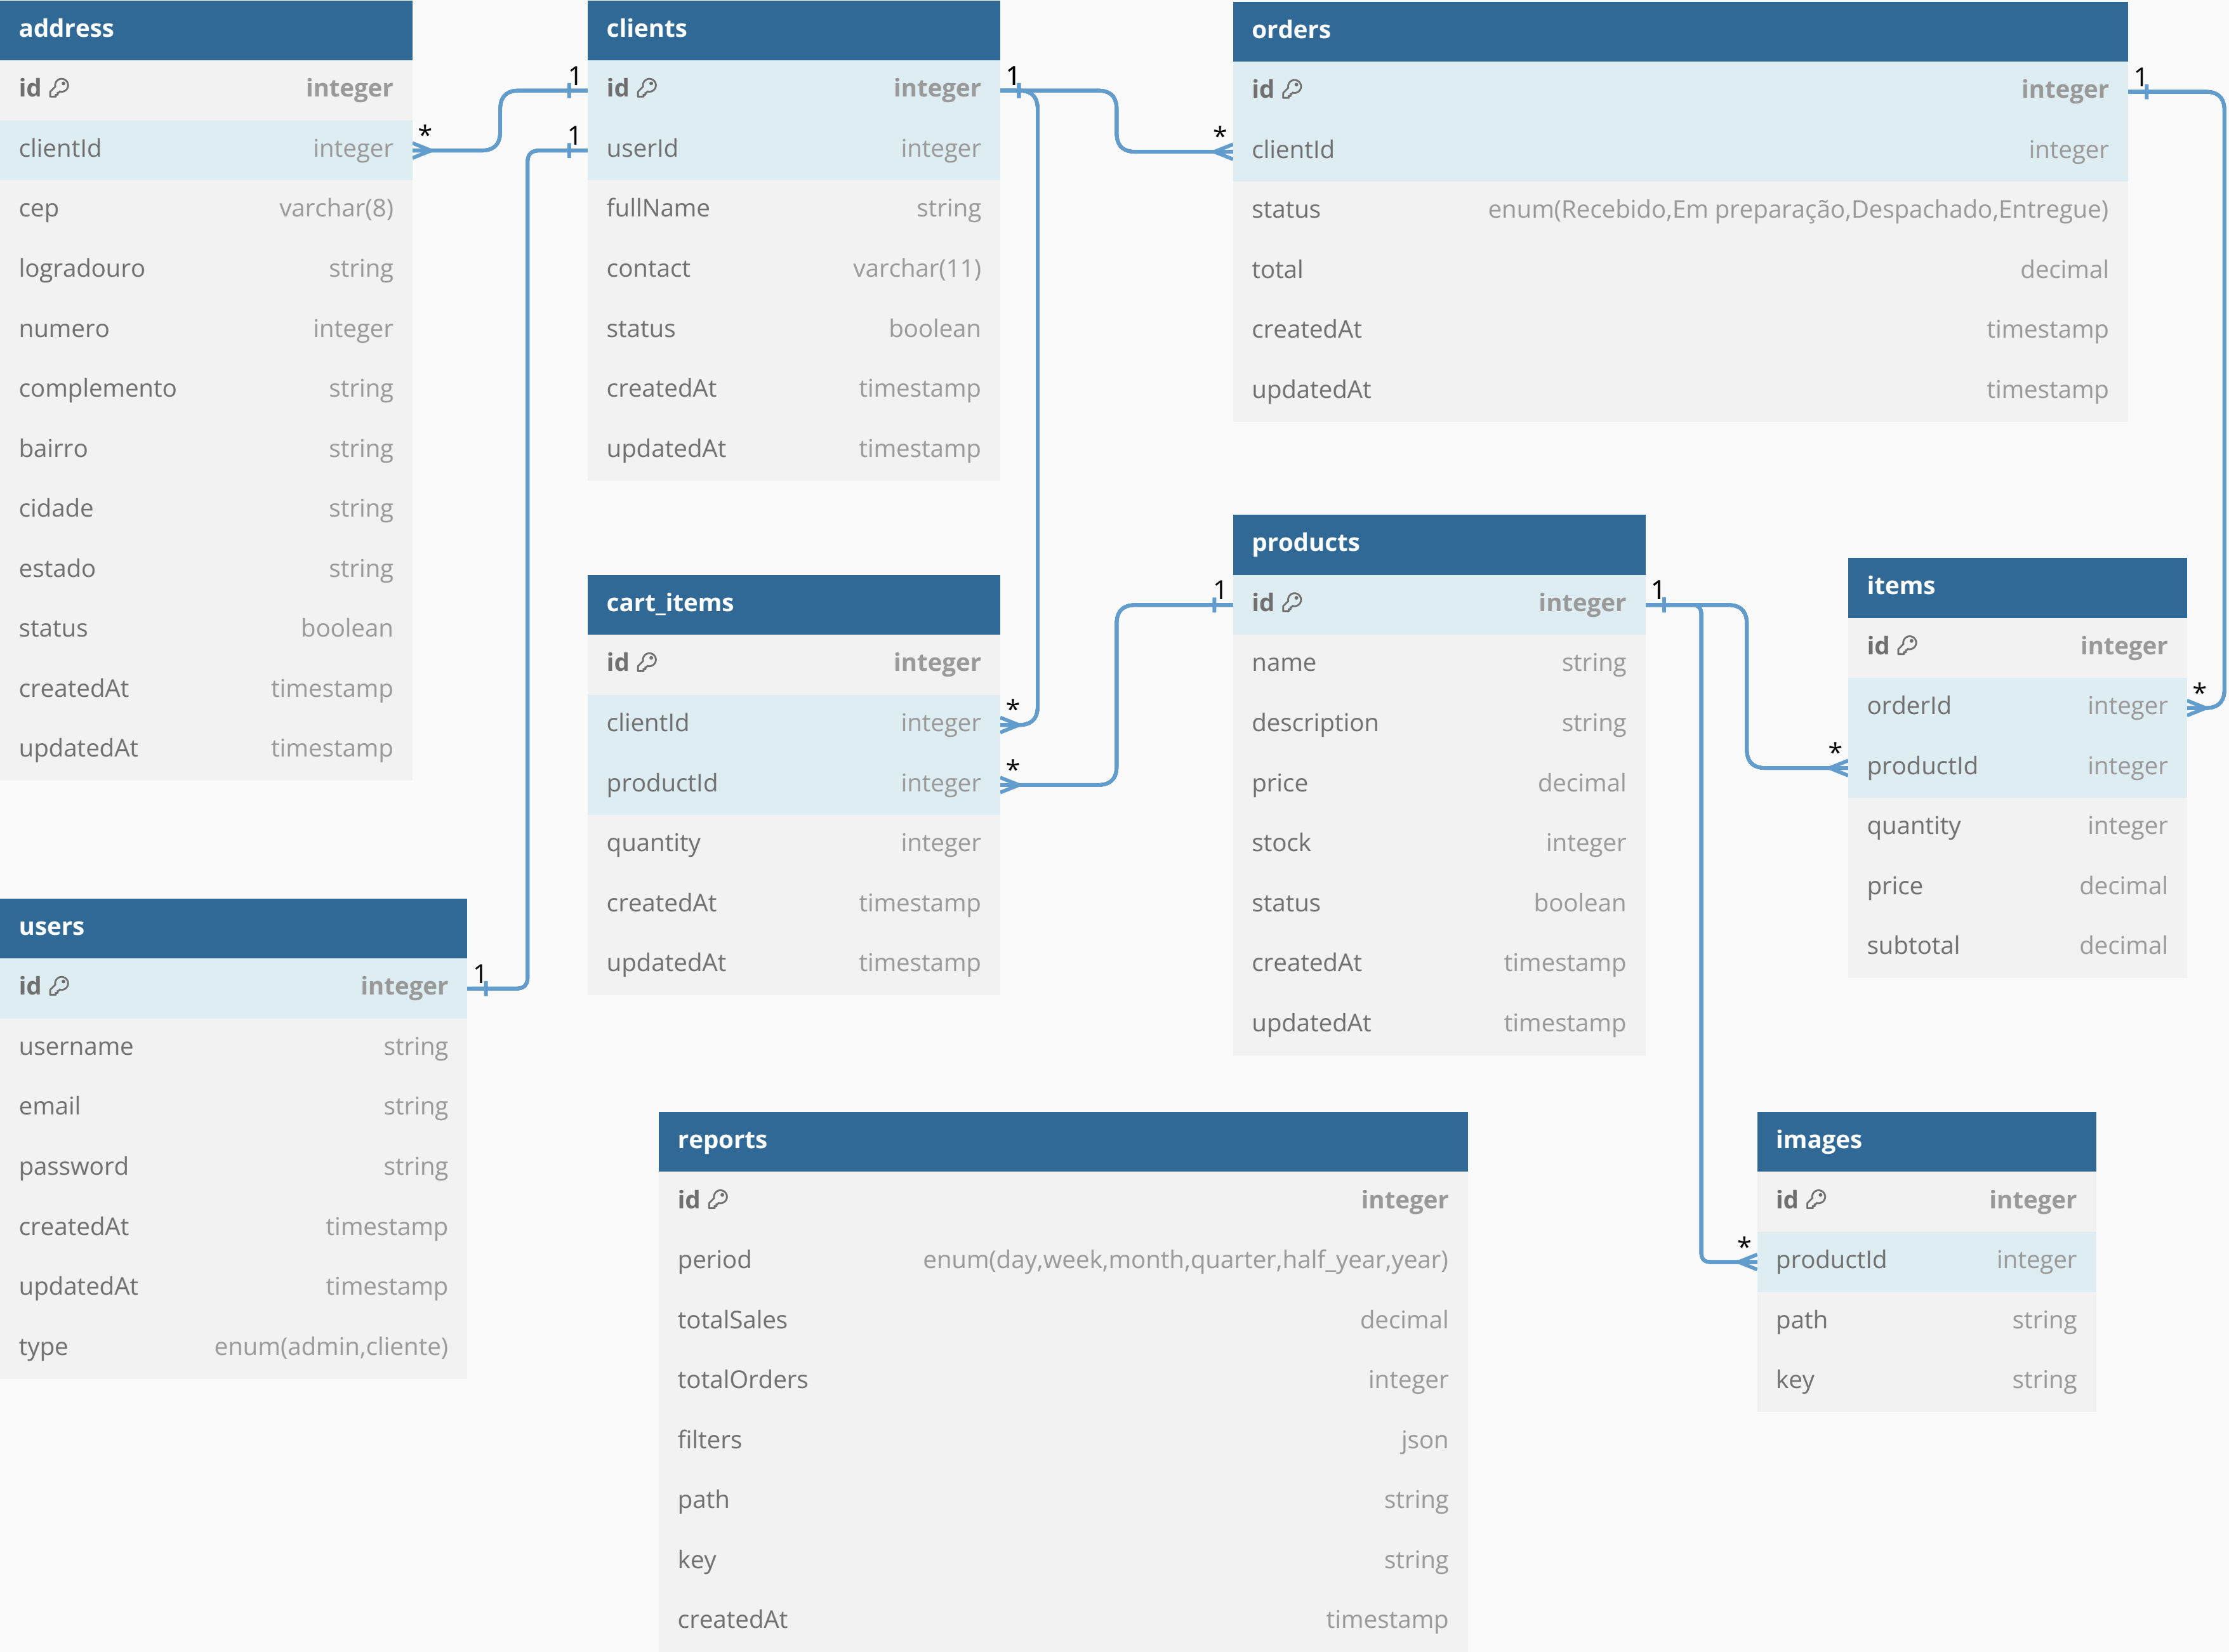 address
id integer
clientId integer
cep varchar(8)
logradouro string
numero integer
complemento string
bairro string
cidade string
estado string
status boolean
createdAt timestamp
updatedAt timestamp
* 1
1
clients
id integer
userId integer
fullName string
contact varchar(11)
status boolean
createdAt timestamp
updatedAt timestamp
1 *
orders
id integer
clientId integer
status enum(Recebido,Em preparação,Despachado,Entregue)
total decimal
createdAt timestamp
updatedAt timestamp
1
cart_items
id integer
clientId integer
productId integer
quantity integer
createdAt timestamp
updatedAt timestamp
*
* 1
products
id integer
name string
description string
price decimal
stock integer
status boolean
createdAt timestamp
updatedAt timestamp
1 *
items
id integer
orderId integer
productId integer
quantity integer
price decimal
subtotal decimal
*
users
id integer
username string
email string
password string
createdAt timestamp
updatedAt timestamp
type enum(admin,cliente)
1
reports
id integer
period enum(day,week,month,quarter,half_year,year)
totalSales decimal
totalOrders integer
filters json
path string
key string
createdAt timestamp
*
images
id integer
productId integer
path string
key string